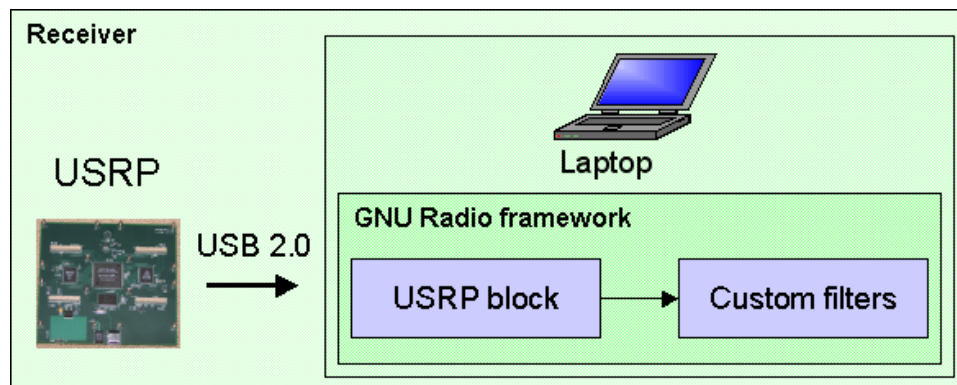 Receiver
Laptop
USRP
GNU Radio framework
USB 2.0
USRP block
Custom filters